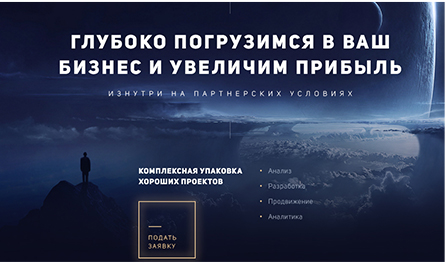 ГЛУБОКО ПОГРУЗИМСЯ В ВАШ
БИЗНЕС И УВЕЛИЧИМ ПРИБЫЛЬ
ИЗНУТРИ НА ПАРТНЕРСКИХ УСЛОВИЯХ
КОМПЛЕКСНАЯ УПАКОВКА
ХОРОШИХ ПРОЕКТОВ
• Анализ
• Разработка
• Продвижение
• Аналитика
ПОДАТЬ
ЗАЯВКУ